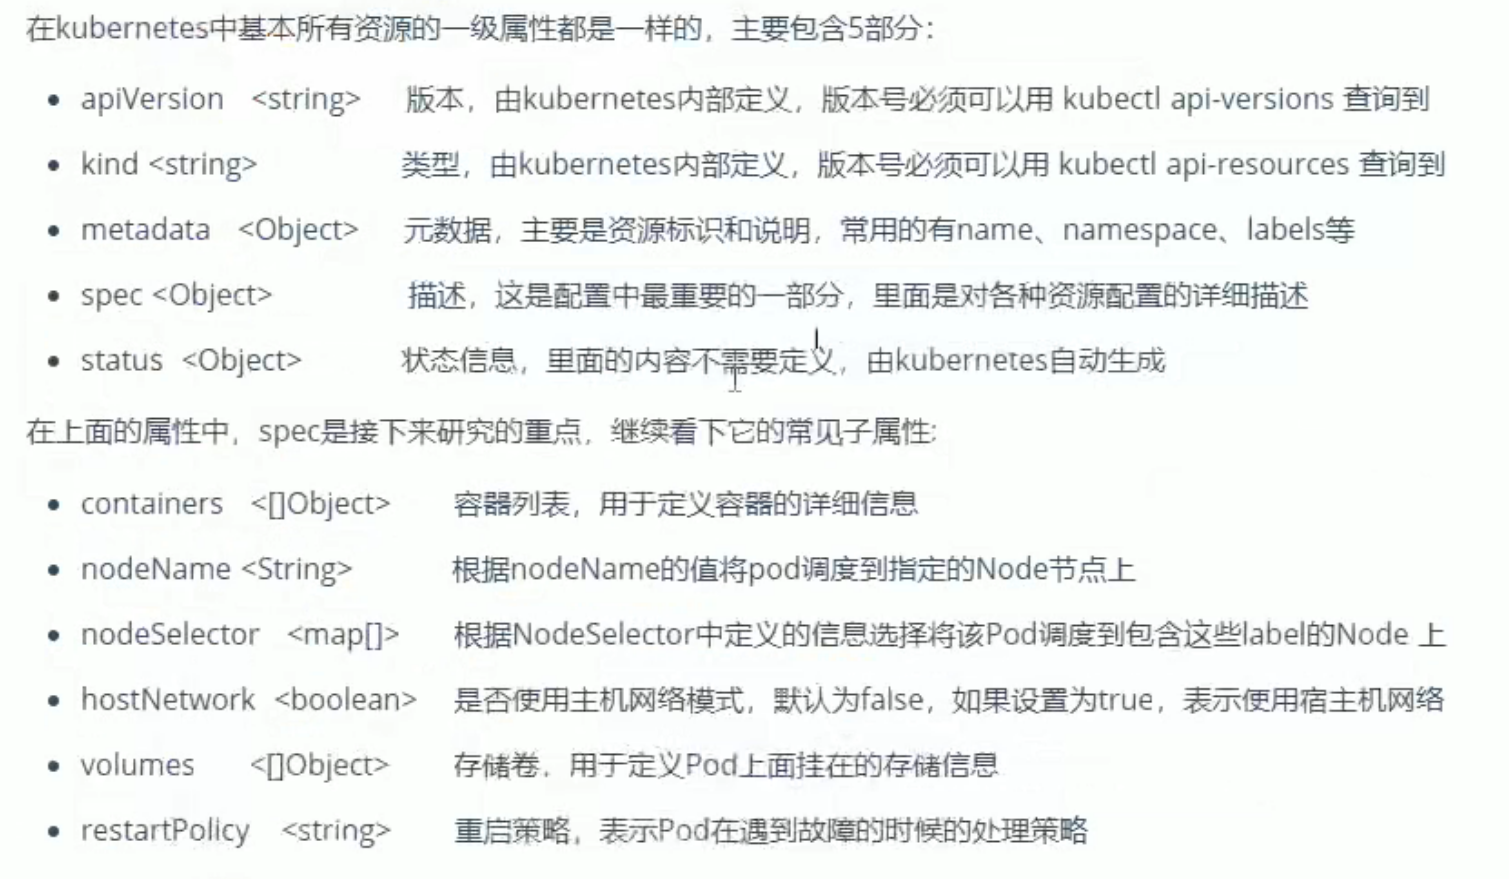 在kubernetes中基本所有资源的一级属性都是一样的，主要包含5部分：
apiVersion <string> 版本，由kubernetes内部定义，版本号必须可以用 kubectl api-versions 查询到
kind <string> 类型，由kubernetes内部定义，版本号必须可以用 kubectl api-resources 查询到
metadata <Object> 元数据，主要是资源标识和说明，常用的有name、namespace、labels等
spec <Object> 描述，这是配置中最重要的一部分，里面是对各种资源配置的详细描述
status <Object> 状态信息，里面的内容不需要定义，由kubernetes自动生成
在上面的属性中，spec是接下来研究的重点，继续看下它的常见子属性:
containers <[]Object> 容器列表，用于定义容器的详细信息
nodeName <String> 根据nodeName的值将pod调度到指定的Node节点上
nodeSelector <map[]> 根据NodeSelector中定义的信息选择将该Pod调度到包含这些label的Node 上
hostNetwork <boolean> 是否使用主机网络模式，默认为false，如果设置为true，表示使用宿主机网络
volumes <[]Object> 存储卷，用于定义Pod上面挂在的存储信息
restartPolicy <string> 重启策略，表示Pod在遇到故障的时候的处理策略